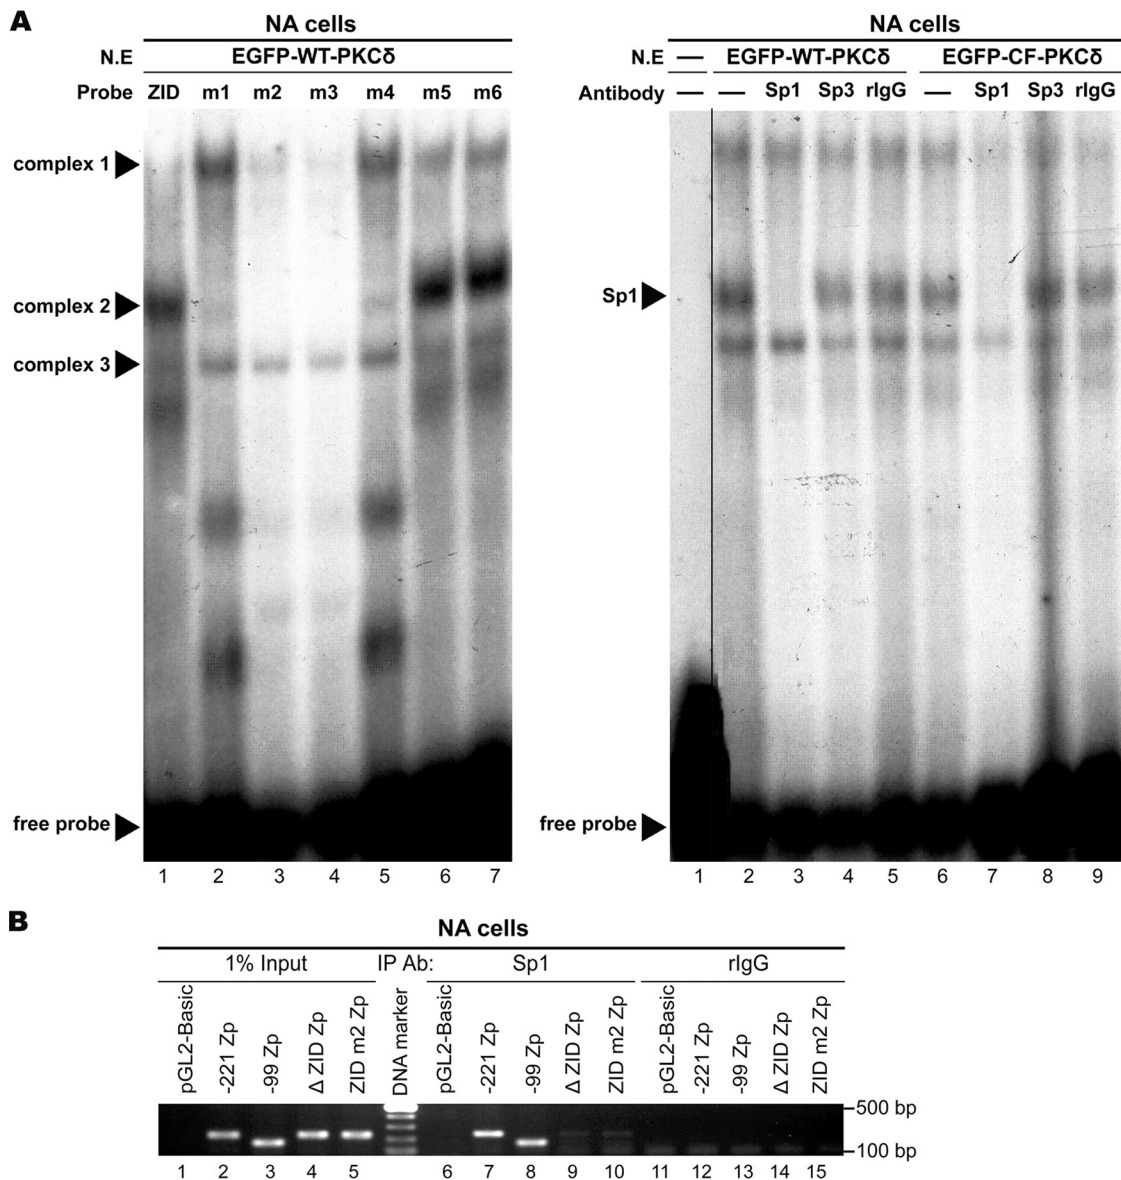 A
NA cells
N.E EGFP-WT-PKCδ
Probe ZID m1 m2 m3 m4 m5 m6
complex 1
complex 2
complex 3
free probe
1 2 3 4 5 6 7
NA cells
N.E — EGFP-WT-PKCδ EGFP-CF-PKCδ
Antibody — — Sp1 Sp3 rIgG — Sp1 Sp3 rIgG
Sp1
free probe
1 2 3 4 5 6 7 8 9
B
NA cells
1% Input IP Ab: Sp1 rIgG
pGL2-Basic -221 Zp -99 Zp Δ ZID Zp ZID m2 Zp DNA marker pGL2-Basic -221 Zp -99 Zp Δ ZID Zp ZID m2 Zp pGL2-Basic -221 Zp -99 Zp Δ ZID Zp ZID m2 Zp
500 bp
100 bp
1 2 3 4 5 6 7 8 9 10 11 12 13 14 15